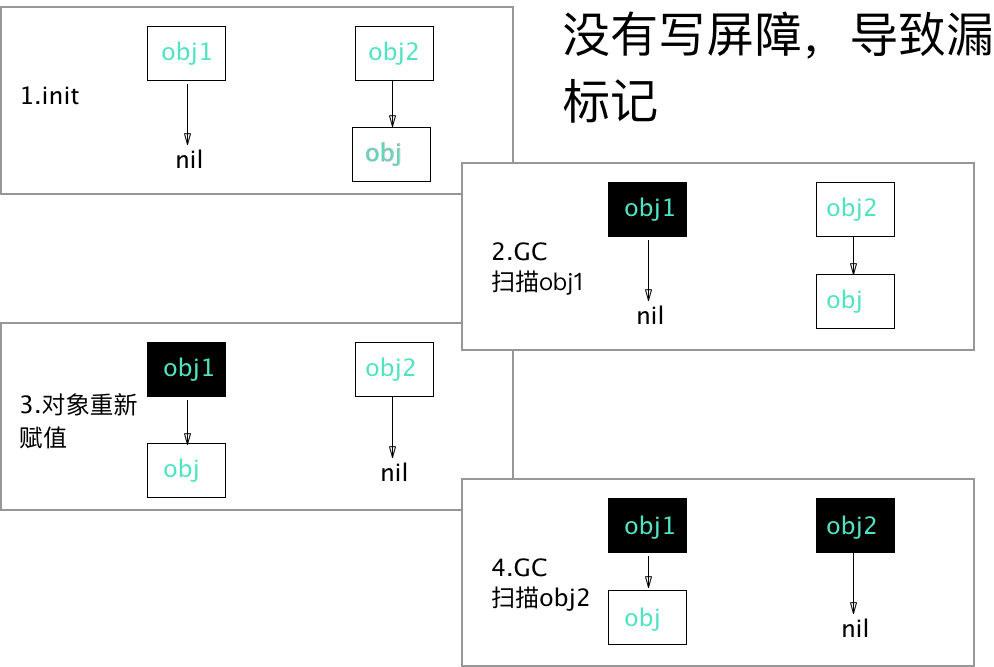 没有写屏障，导致漏
标记
1.init
obj1
obj2
nil
obj
2.GC
扫描obj1
obj1
obj2
nil
obj
3.对象重新
赋值
obj1
obj2
obj
nil
4.GC
扫描obj2
obj1
obj2
obj
nil